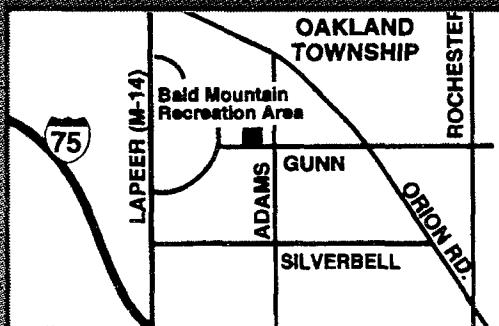 OAKLAND
TOWNSHIP
ROCHESTER
LAPEER (M-14)
Bald Mountain
Recreation Area
75
GUNN
ADAMS
ORION RD.
SILVERBELL